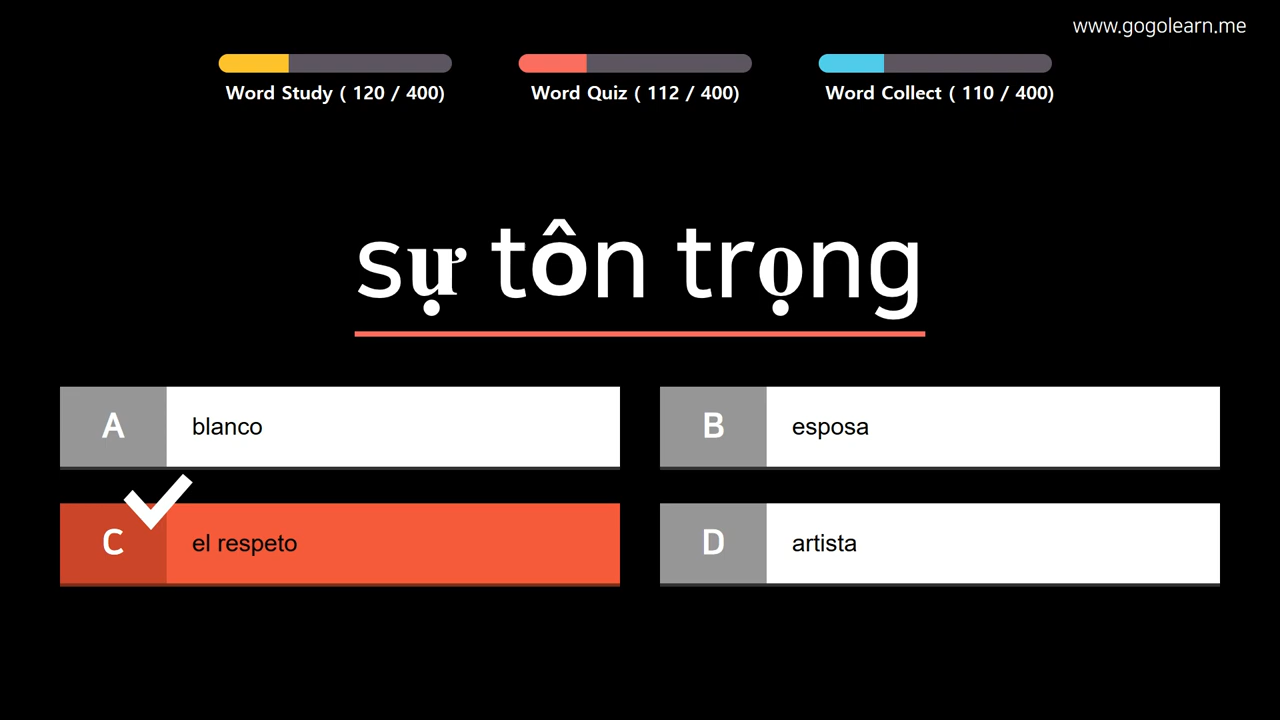 www.gogolearn.me
Word Study ( 120 / 400)
Word Quiz ( 112 / 400)
Word Collect ( 110 / 400)
sự tôn trọng
A blanco
B esposa
C el respeto
D artista